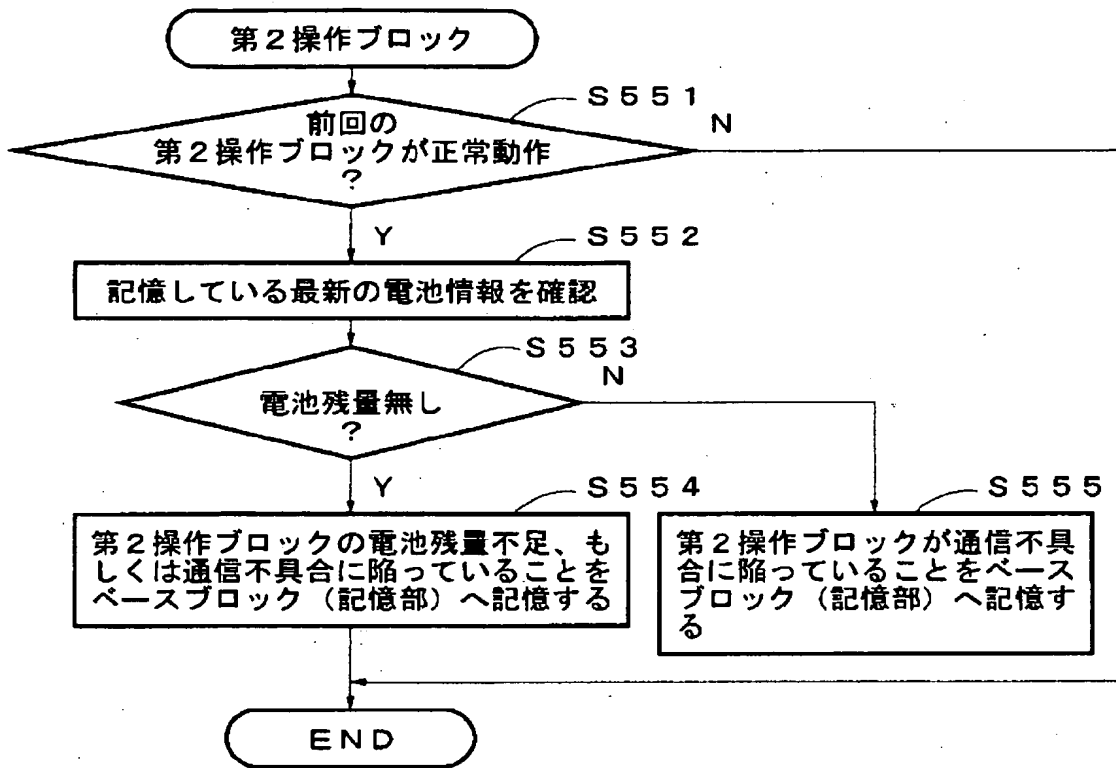 第２操作ブロック
Ｓ５５１
前回の
第２操作ブロックが正常動作
？
Ｎ
Ｙ
Ｓ５５２
記憶している最新の電池情報を確認
Ｓ５５３
Ｎ
電池残量無し
？
Ｙ
Ｓ５５４
第２操作ブロックの電池残量不足、も
しくは通信不具合に陥っていることを
ベースブロック（記憶部）へ記憶する
Ｓ５５５
第２操作ブロックが通信不具
合に陥っていることをベース
ブロック（記憶部）へ記憶す
る
ＥＮＤ